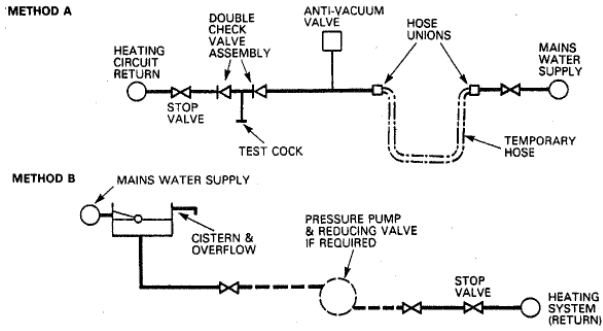 METHOD A
DOUBLE
CHECK
VALVE
ASSEMBLY
ANTI-VACUUM
VALVE
HOSE
UNIONS
HEATING
CIRCUIT
RETURN
MAINS
WATER
SUPPLY
STOP
VALVE
TEST COCK
TEMPORARY
HOSE
METHOD B
MAINS WATER SUPPLY
CISTERN &
OVERFLOW
PRESSURE PUMP
& REDUCING VALVE
IF REQUIRED
STOP
VALVE
HEATING
SYSTEM
(RETURN)